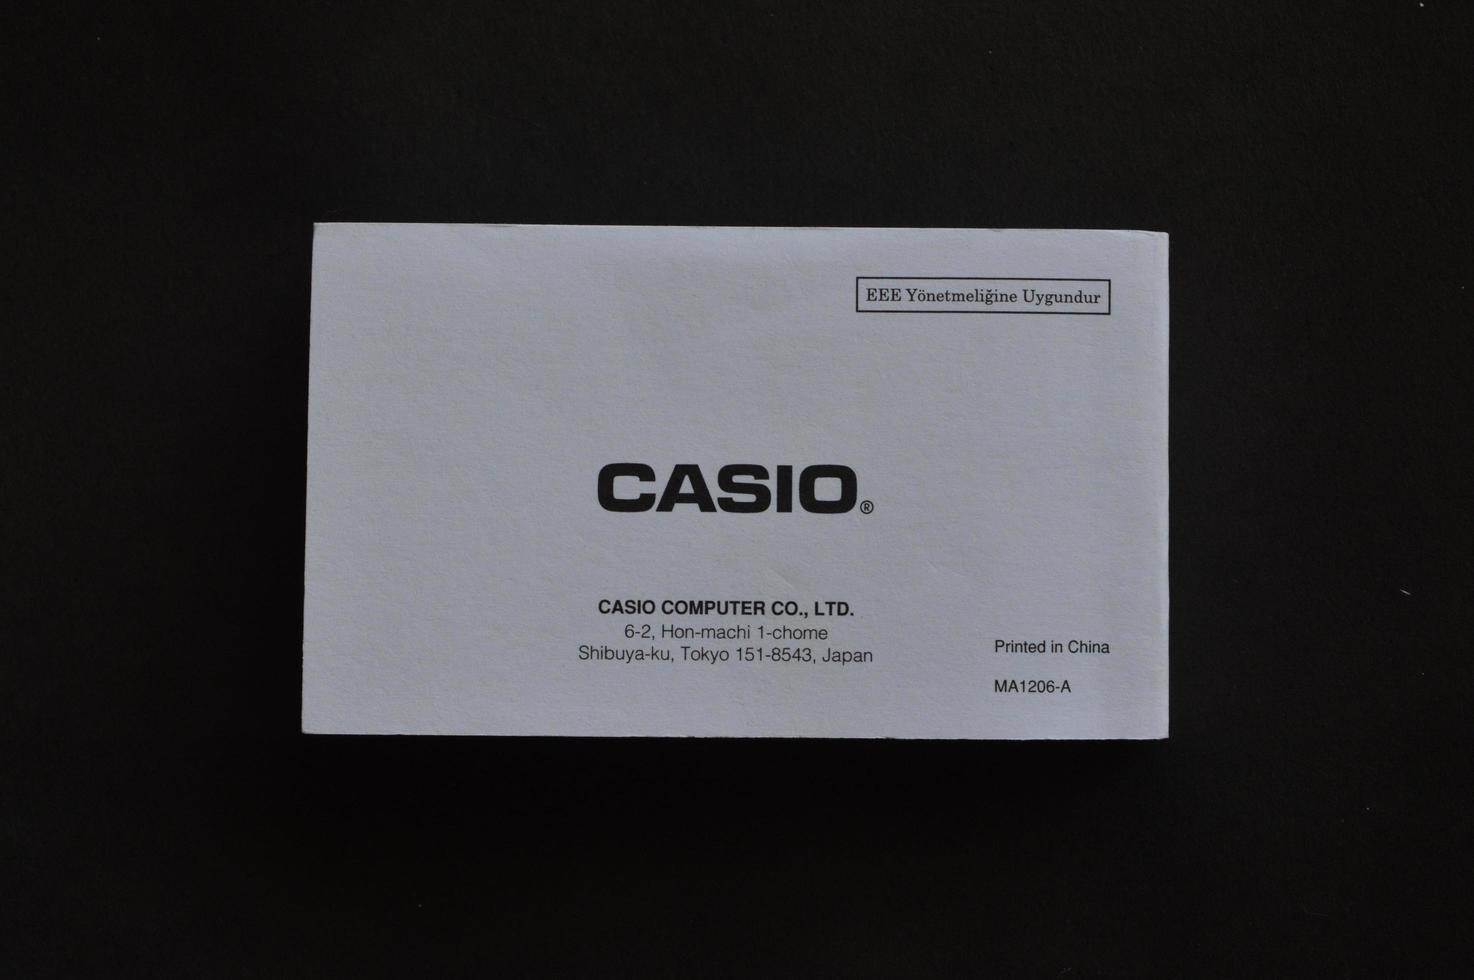 EEE Yönetmeliğine Uygundur
CASIO®
CASIO COMPUTER CO., LTD.
6-2, Hon-machi 1-chome
Shibuya-ku, Tokyo 151-8543, Japan
Printed in China
MA1206-A